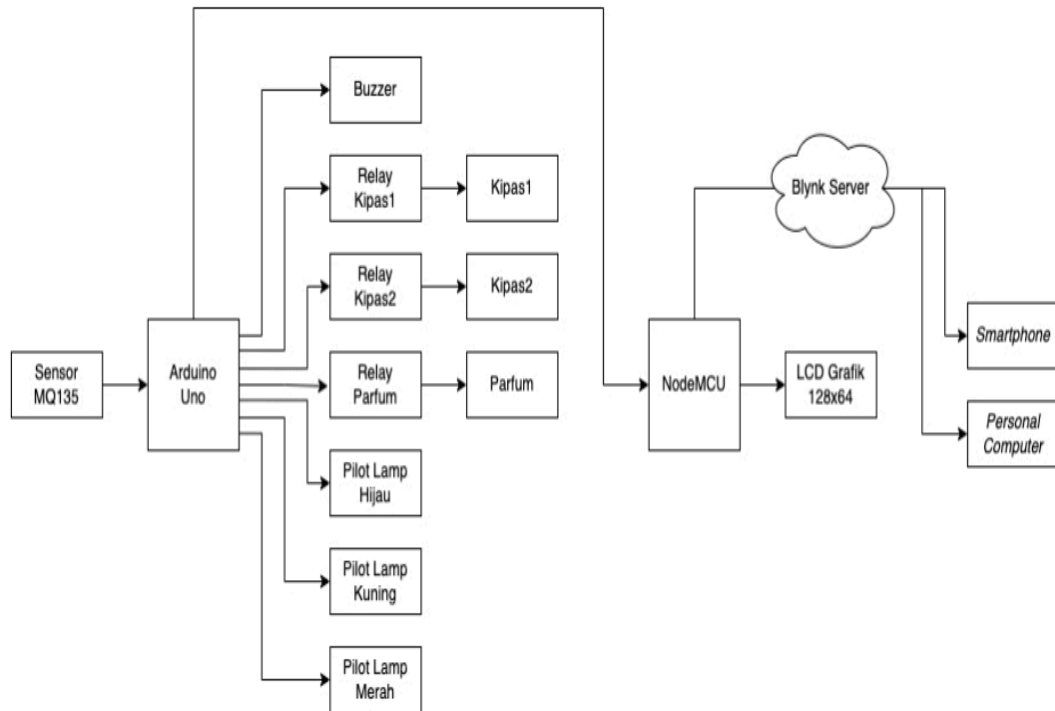 Buzzer
Relay
Kipas1
Kipas1
Relay
Kipas2
Kipas2
Sensor
MQ135
Arduino
Uno
Relay
Parfum
Parfum
Pilot Lamp
Hijau
Pilot Lamp
Kuning
Pilot Lamp
Merah
NodeMCU
LCD Grafik
128x64
Blynk Server
Smartphone
Personal
Computer